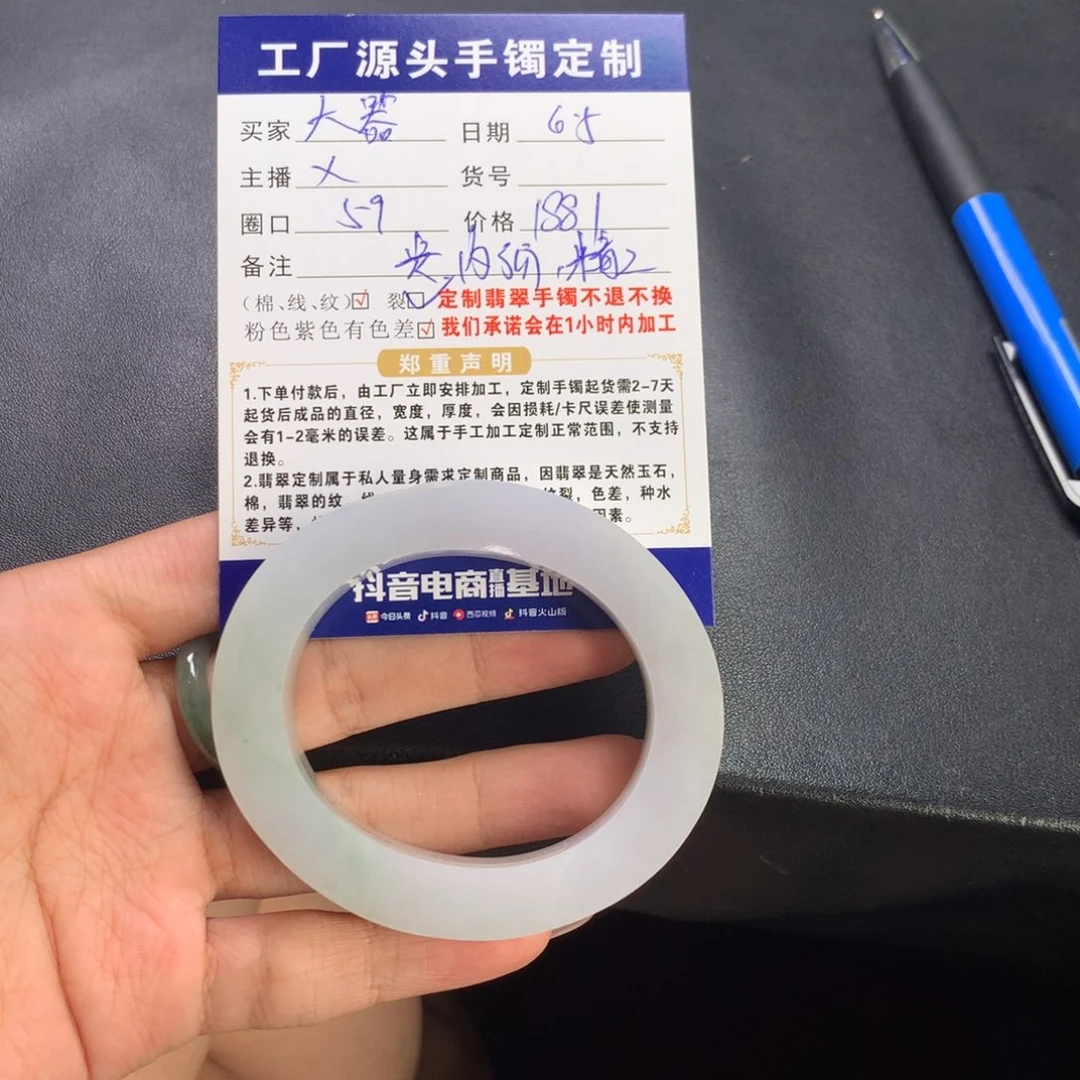 工厂源头手镯定制
买家 大器 日期 6.5
主播 义 货号
圈口 59 价格 1881
备注
（棉、线、纹）☑ 裂☐ 定制翡翠手镯不退不换
粉色紫色有色差☑ 我们承诺会在1小时内加工
郑重声明
1.下单付款后，由工厂立即安排加工，定制手镯起货需2-7天
起货后成品的直径，宽度，厚度，会因损耗/卡尺误差使测量
会有1-2毫米的误差。这属于手工加工定制正常范围，不支持
退换。
2.翡翠定制属于私人量身需求定制商品，因翡翠是天然玉石，
棉，翡翠的纹 裂，色差，种水
差异等， 因素。
抖音电商直播基地
今日头条 抖音 西瓜视频 抖音火山版